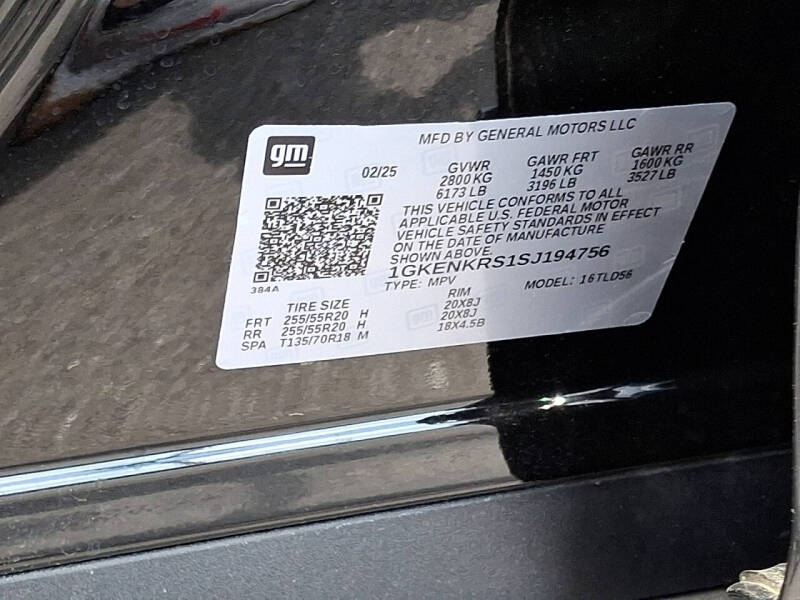 gm
MFD BY GENERAL MOTORS LLC
02/25
GVWR
2800 KG
6173 LB
GAWR FRT
1450 KG
3196 LB
GAWR RR
1600 KG
3527 LB
THIS VEHICLE CONFORMS TO ALL
APPLICABLE U.S. FEDERAL MOTOR
VEHICLE SAFETY STANDARDS IN EFFECT
ON THE DATE OF MANUFACTURE
SHOWN ABOVE.
1GKENKRS1SJ194756
TYPE: MPV
MODEL: 16TLD56
384A
TIRE SIZE
RIM
FRT 255/55R20 H 20X8J
RR 255/55R20 H 20X8J
SPA T135/70R18 M 18X4.5B